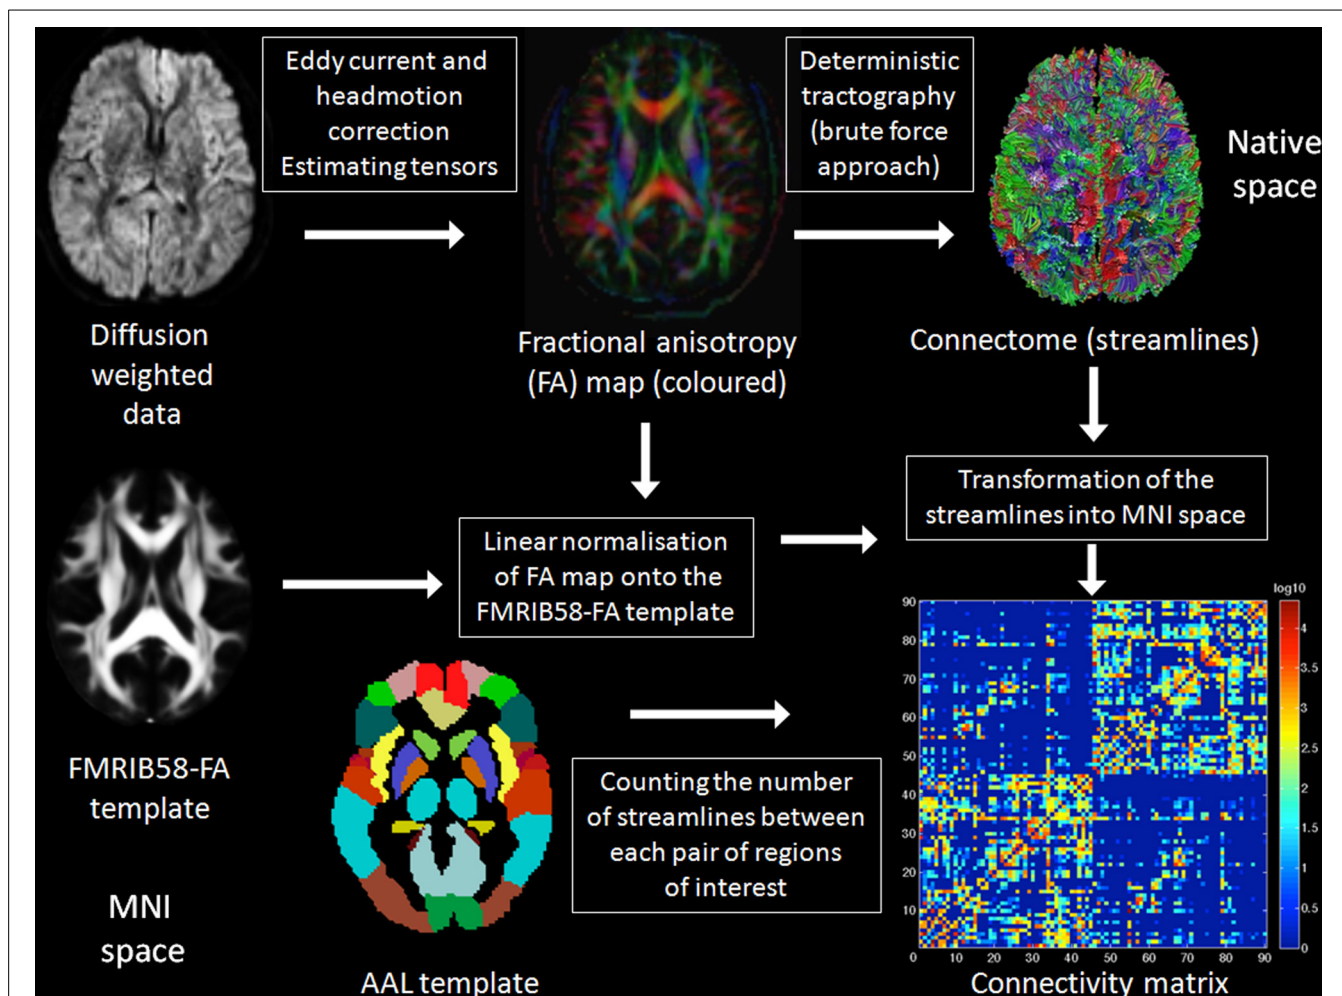 Eddy current and
headmotion
correction
Estimating tensors
Deterministic
tractography
(brute force
approach)
Native
space
Diffusion
weighted
data
Fractional anisotropy
(FA) map (coloured)
Connectome (streamlines)
Transformation of the
streamlines into MNI space
Linear normalisation
of FA map onto the
FMRIB58-FA template
FMRIB58-FA
template
Counting the number
of streamlines between
each pair of regions
of interest
MNI
space
AAL template
log10
90
80
70
60
50
40
30
20
10
0
10
20
30
40
50
60
70
80
90
4
3.5
3
2.5
2
1.5
1
0.5
0
Connectivity matrix